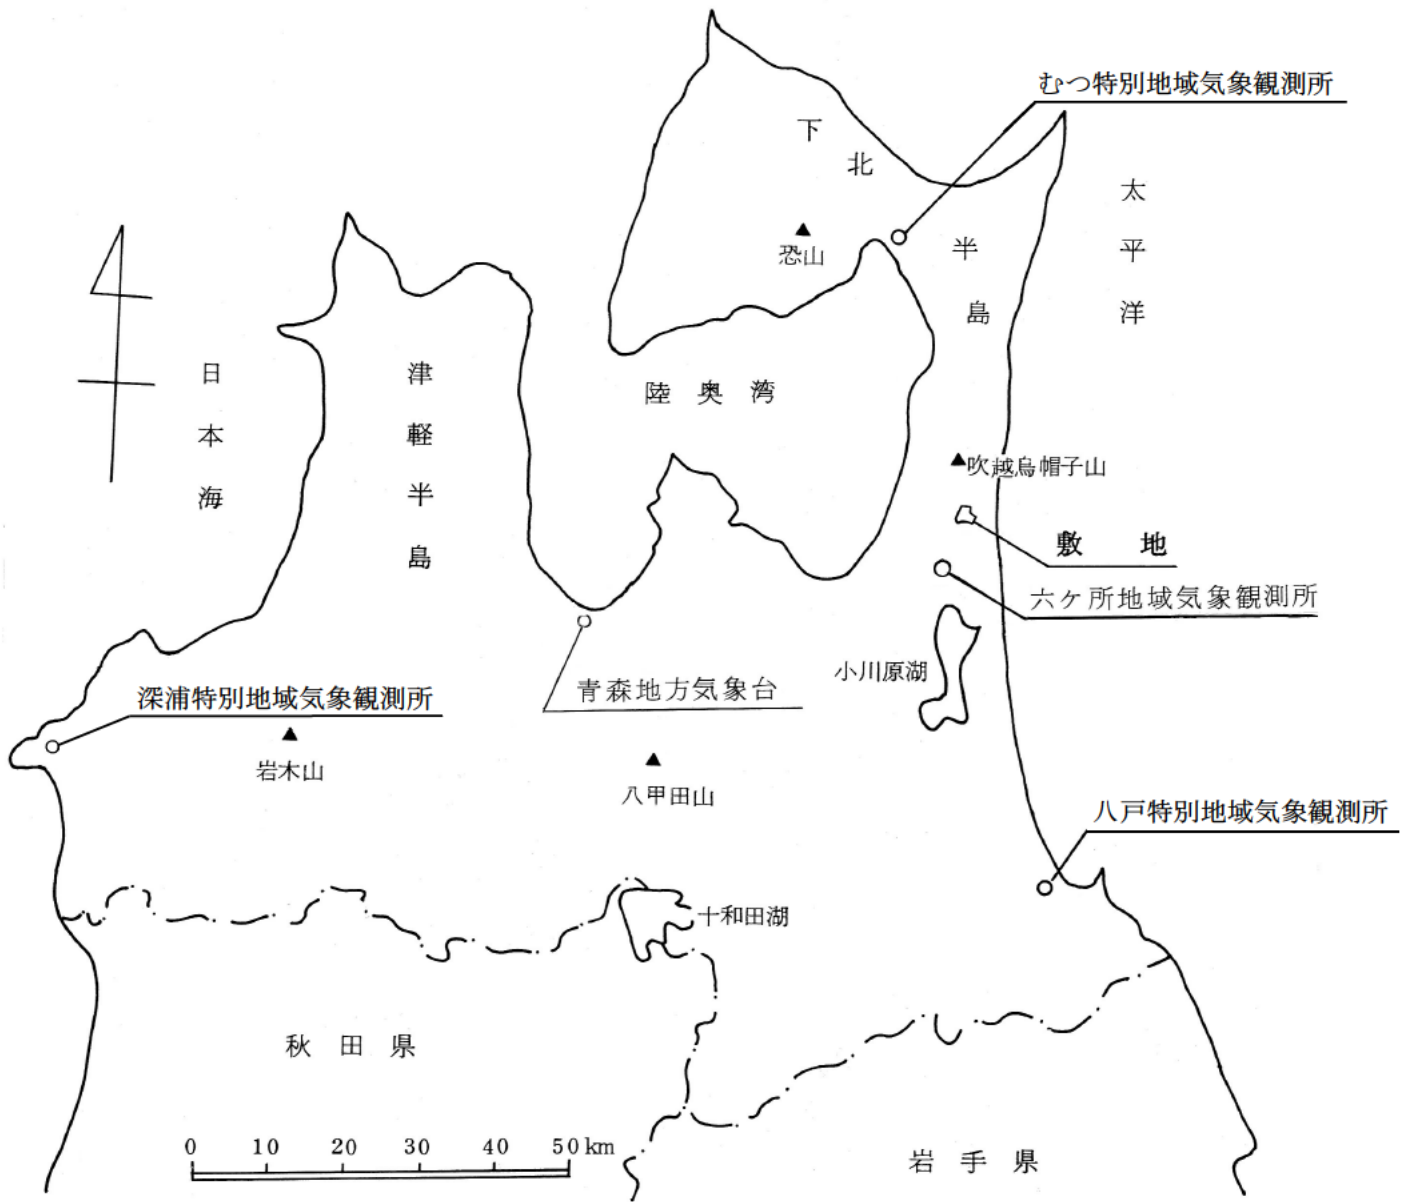 むつ特別地域気象観測所
下北半島
太平洋
恐山
日本海
津軽半島
陸奥湾
吹越烏帽子山
敷地
六ケ所地域気象観測所
小川原湖
青森地方気象台
深浦特別地域気象観測所
岩木山
八甲田山
八戸特別地域気象観測所
十和田湖
秋田県
岩手県
0 10 20 30 40 50km